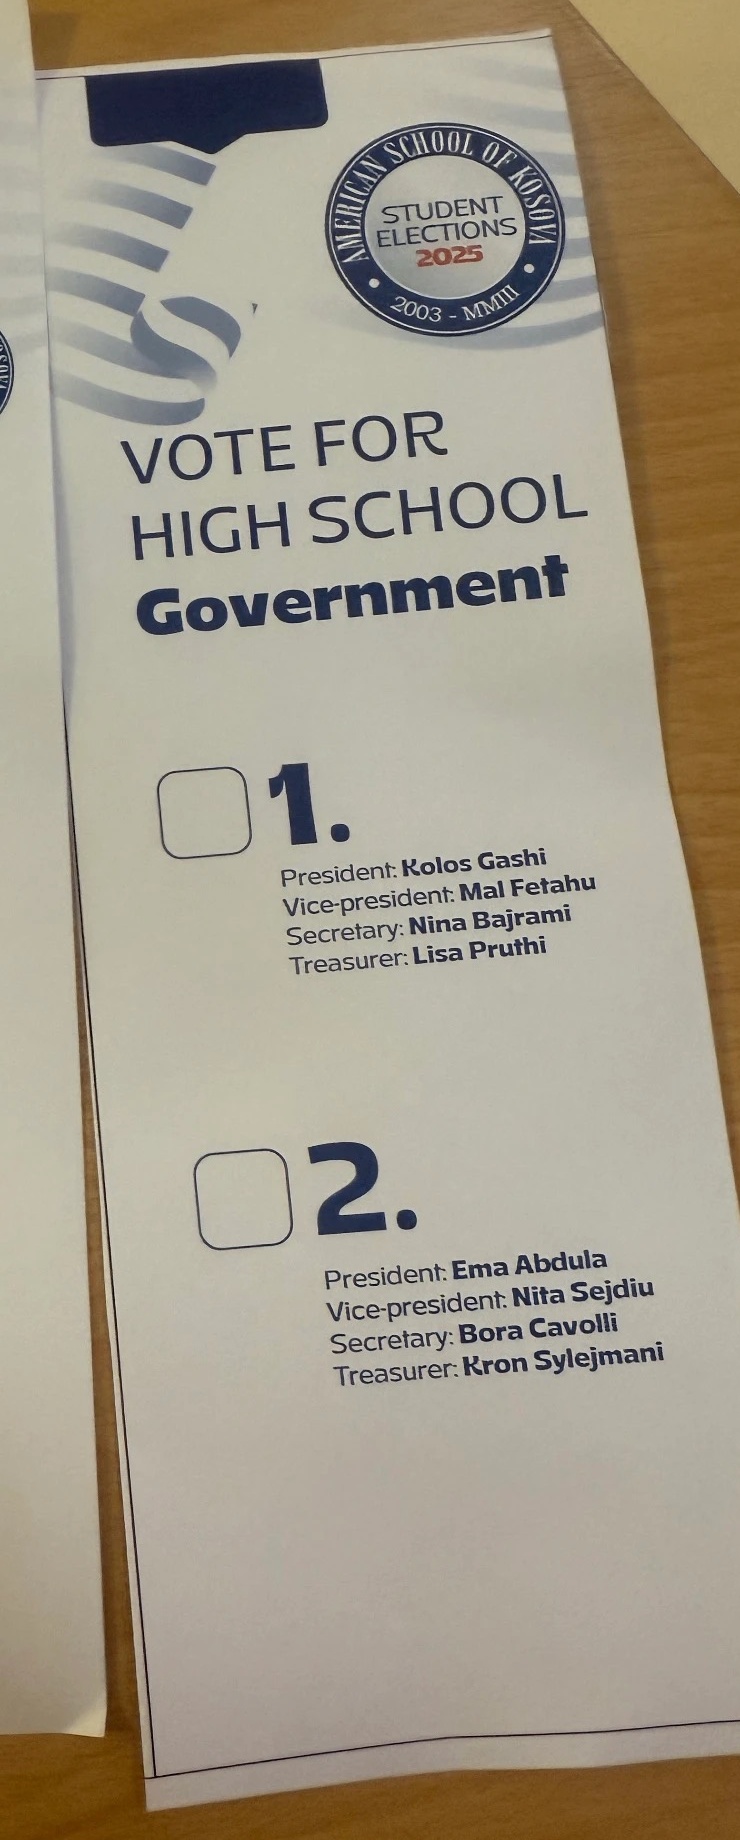 AMERICAN SCHOOL OF KOSOVA
STUDENT
ELECTIONS
2025
2003 - MMIII
VOTE FOR
HIGH SCHOOL
Government
1.
President: Kolos Gashi
Vice-president: Mal Fetahu
Secretary: Nina Bajrami
Treasurer: Lisa Pruthi
2.
President: Ema Abdula
Vice-president: Nita Sejdiu
Secretary: Bora Cavolli
Treasurer: Kron Sylejmani